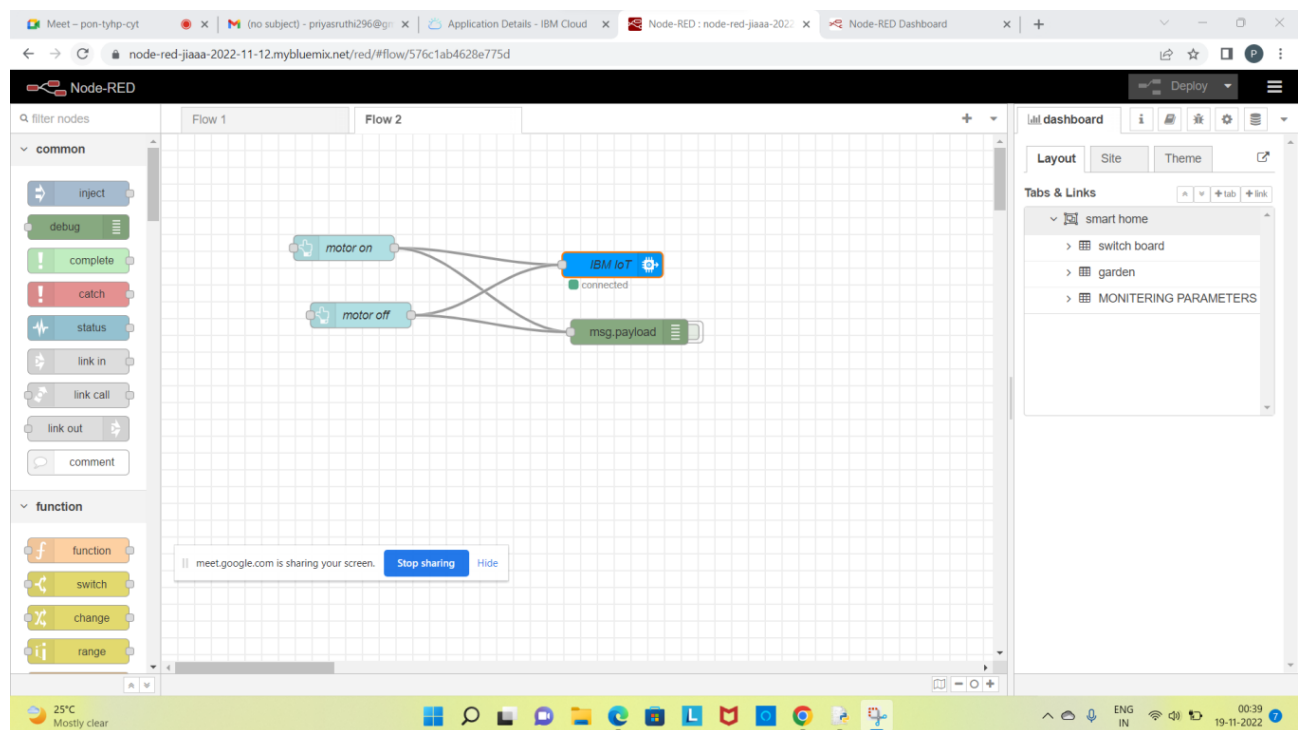 Meet – pon-tyhp-cyt
(no subject) - priyasruthi296@gm
Application Details - IBM Cloud
Node-RED : node-red-jiaaa-2022
Node-RED Dashboard
node-red-jiaaa-2022-11-12.mybluemix.net/red/#flow/576c1ab4628e775d
P
Node-RED
Deploy
filter nodes
Flow 1
Flow 2
dashboard
i
common
Layout
Site
Theme
Tabs & Links
tab
link
inject
debug
complete
catch
status
link in
link call
link out
comment
motor on
motor off
IBM IoT
connected
msg.payload
smart home
switch board
garden
MONITERING PARAMETERS
function
function
switch
change
range
meet.google.com is sharing your screen.
Stop sharing
Hide
25°C
Mostly clear
L
ENG
IN
00:39
19-11-2022
7